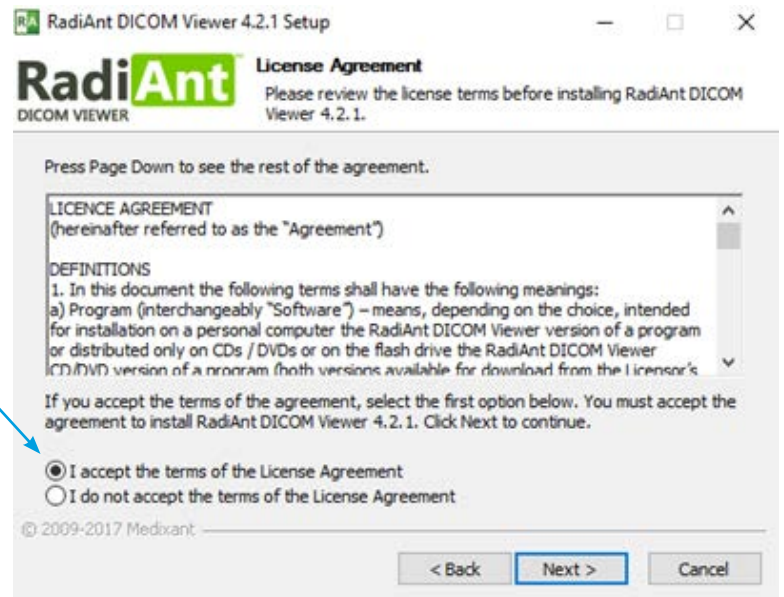 RA RadiAnt DICOM Viewer 4.2.1 Setup
RadiAnt
DICOM VIEWER
License Agreement
Please review the license terms before installing RadiAnt DICOM
Viewer 4.2.1.
Press Page Down to see the rest of the agreement.
LICENCE AGREEMENT
(hereinafter referred to as the “Agreement”)
DEFINITIONS
1. In this document the following terms shall have the following meanings:
a) Program (interchangeably “Software”) – means, depending on the choice, intended
for installation on a personal computer the RadiAnt DICOM Viewer version of a program
or distributed only on CDs / DVDs or on the flash drive the RadiAnt DICOM Viewer
CD/DVD version of a program (both versions available for download from the Licensor's
If you accept the terms of the agreement, select the first option below. You must accept the
agreement to install RadiAnt DICOM Viewer 4.2.1. Click Next to continue.
I accept the terms of the License Agreement
I do not accept the terms of the License Agreement
© 2009-2017 Medixant
< Back Next > Cancel